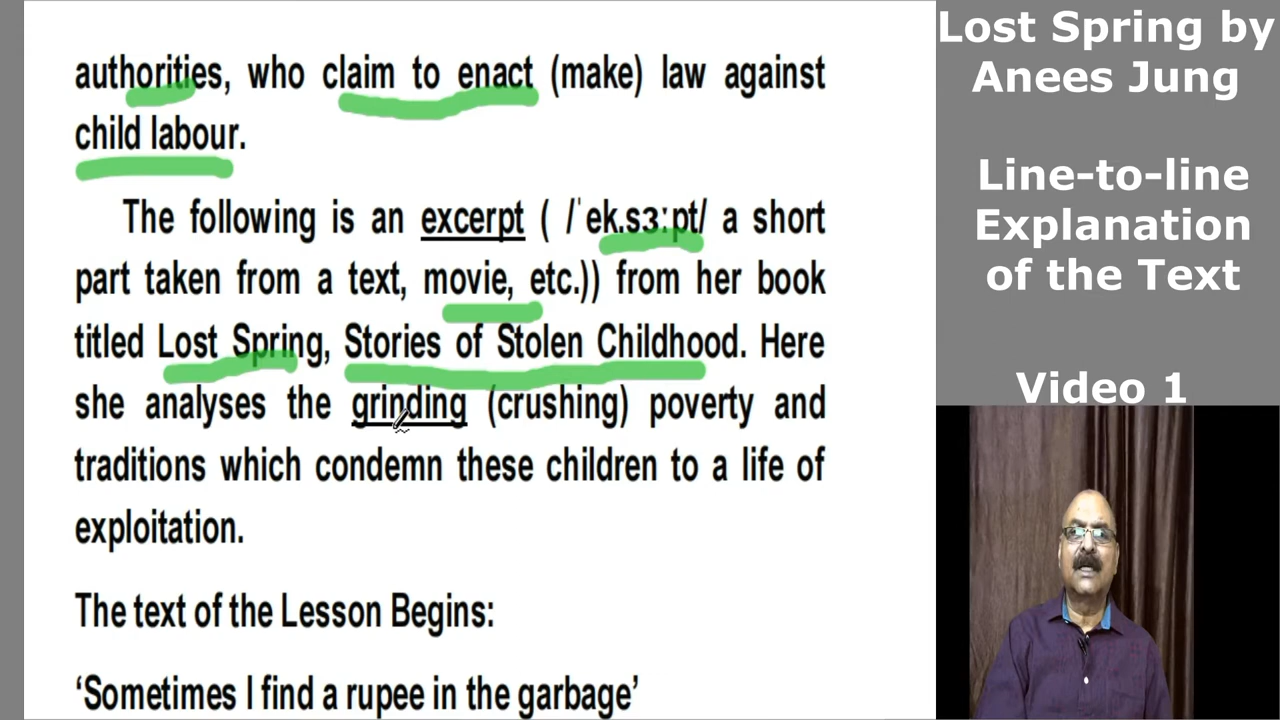 authorities, who claim to enact (make) law against
child labour.
The following is an excerpt ( /ˈek.sɜːpt/ a short
part taken from a text, movie, etc.)) from her book
titled Lost Spring, Stories of Stolen Childhood. Here
she analyses the grinding (crushing) poverty and
traditions which condemn these children to a life of
exploitation.
The text of the Lesson Begins:
‘Sometimes I find a rupee in the garbage’
Lost Spring by
Anees Jung
Line-to-line
Explanation
of the Text
Video 1